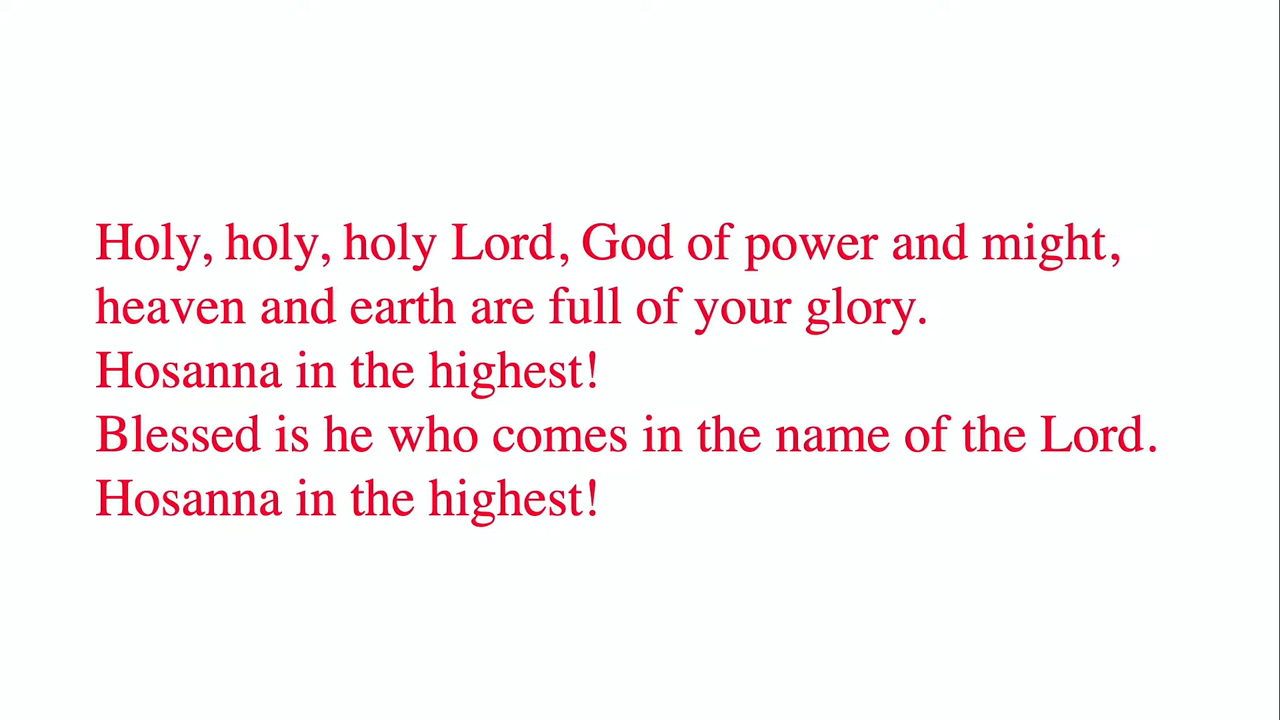 Holy, holy, holy Lord, God of power and might,
heaven and earth are full of your glory.
Hosanna in the highest!
Blessed is he who comes in the name of the Lord.
Hosanna in the highest!